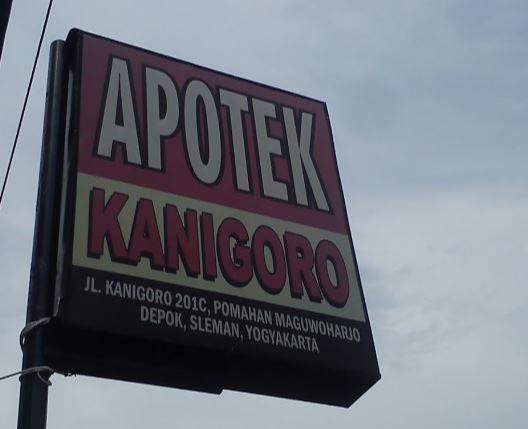 APOTEK
KANIGORO
JL. KANIGORO 201C, POMAHAN MAGUWOHARJO
DEPOK, SLEMAN, YOGYAKARTA